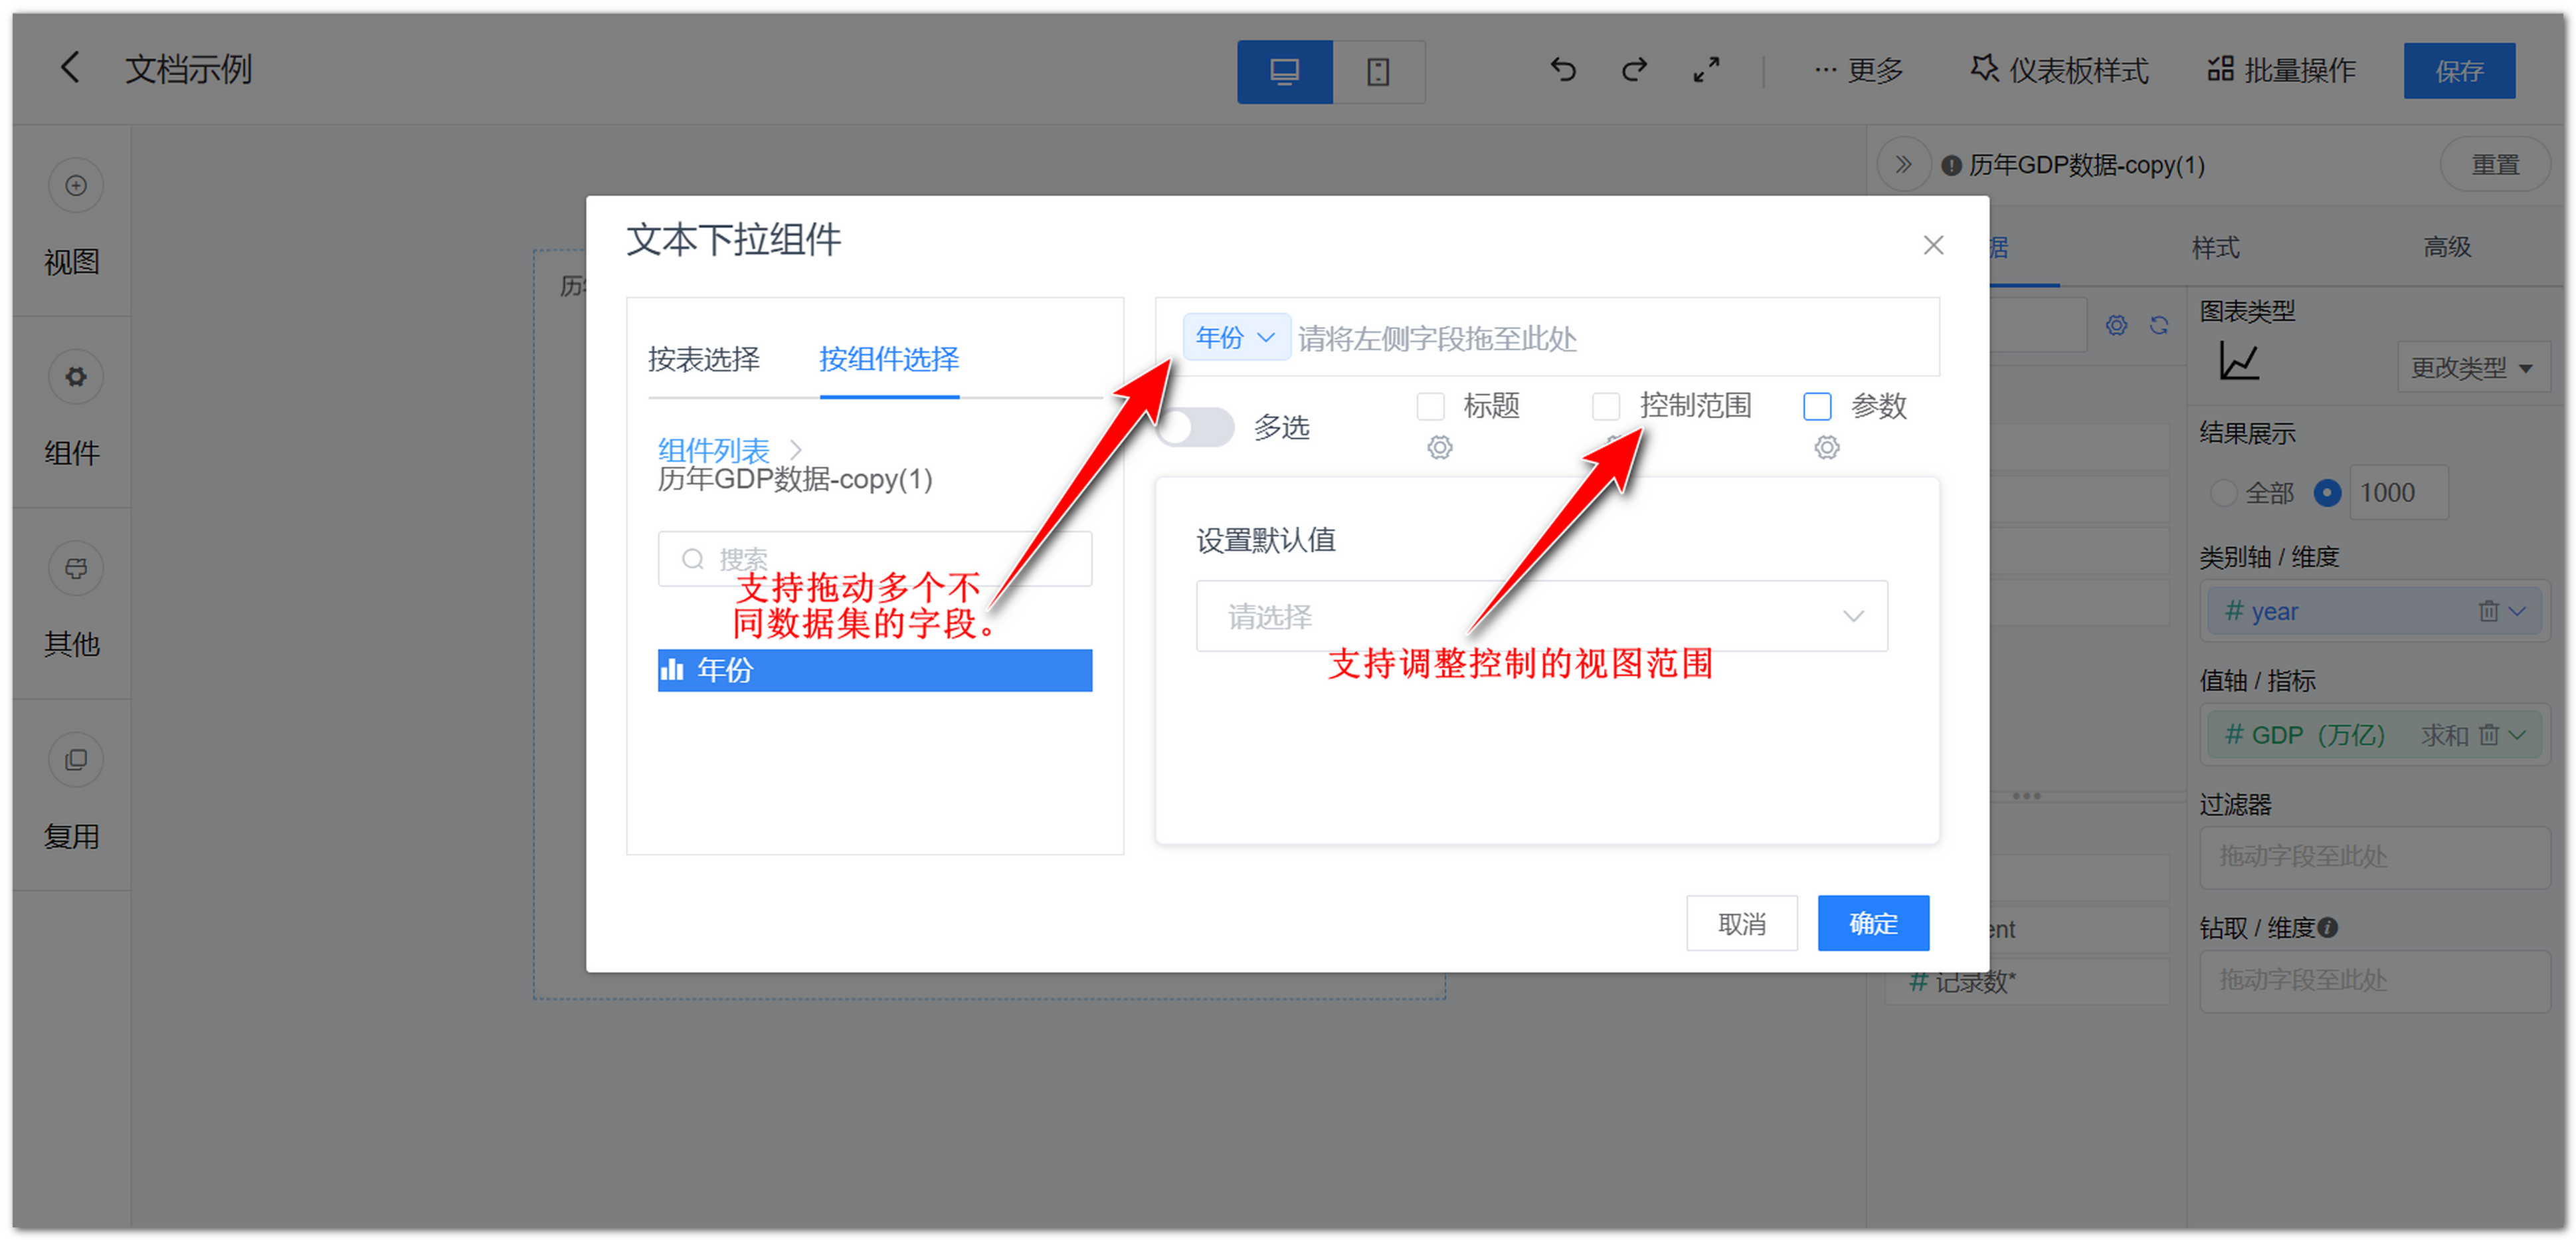 文档示例
更多
仪表板样式
批量操作
保存
视图
组件
其他
复用
历年GDP数据-copy(1)
重置
样式
高级
图表类型
更改类型
结果展示
全部
1000
类别轴 / 维度
# year
值轴 / 指标
# GDP（万亿） 求和
过滤器
拖动字段至此处
钻取 / 维度
拖动字段至此处
# 记录数*
文本下拉组件
按表选择
按组件选择
组件列表
历年GDP数据-copy(1)
搜索
支持拖动多个不
同数据集的字段。
年份
年份
请将左侧字段拖至此处
多选
标题
控制范围
参数
设置默认值
请选择
支持调整控制的视图范围
取消
确定